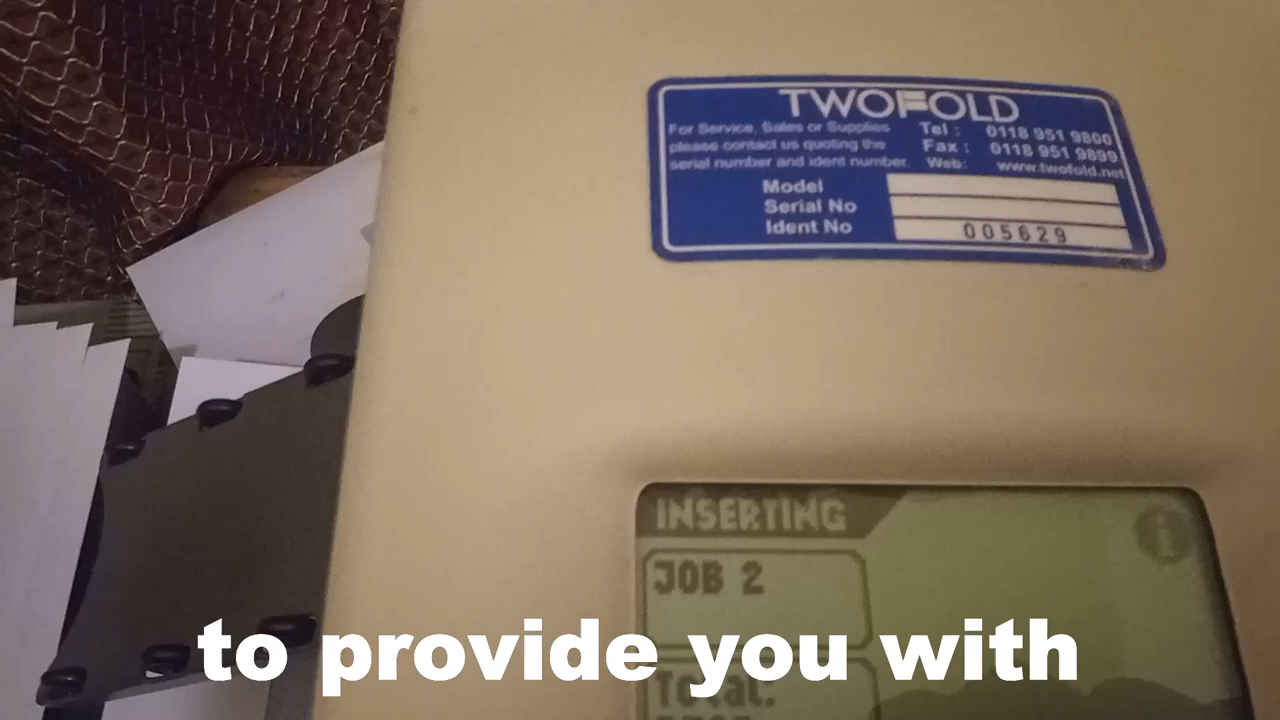 TWOFOLD
For Service, Sales or Supplies
please contact us quoting the
serial number and ident number.
Tel : 0118 951 9800
Fax : 0118 951 9899
Web: www.twofold.net
Model
Serial No
Ident No 005629
INSERTING
i
JOB 2
Total:
to provide you with